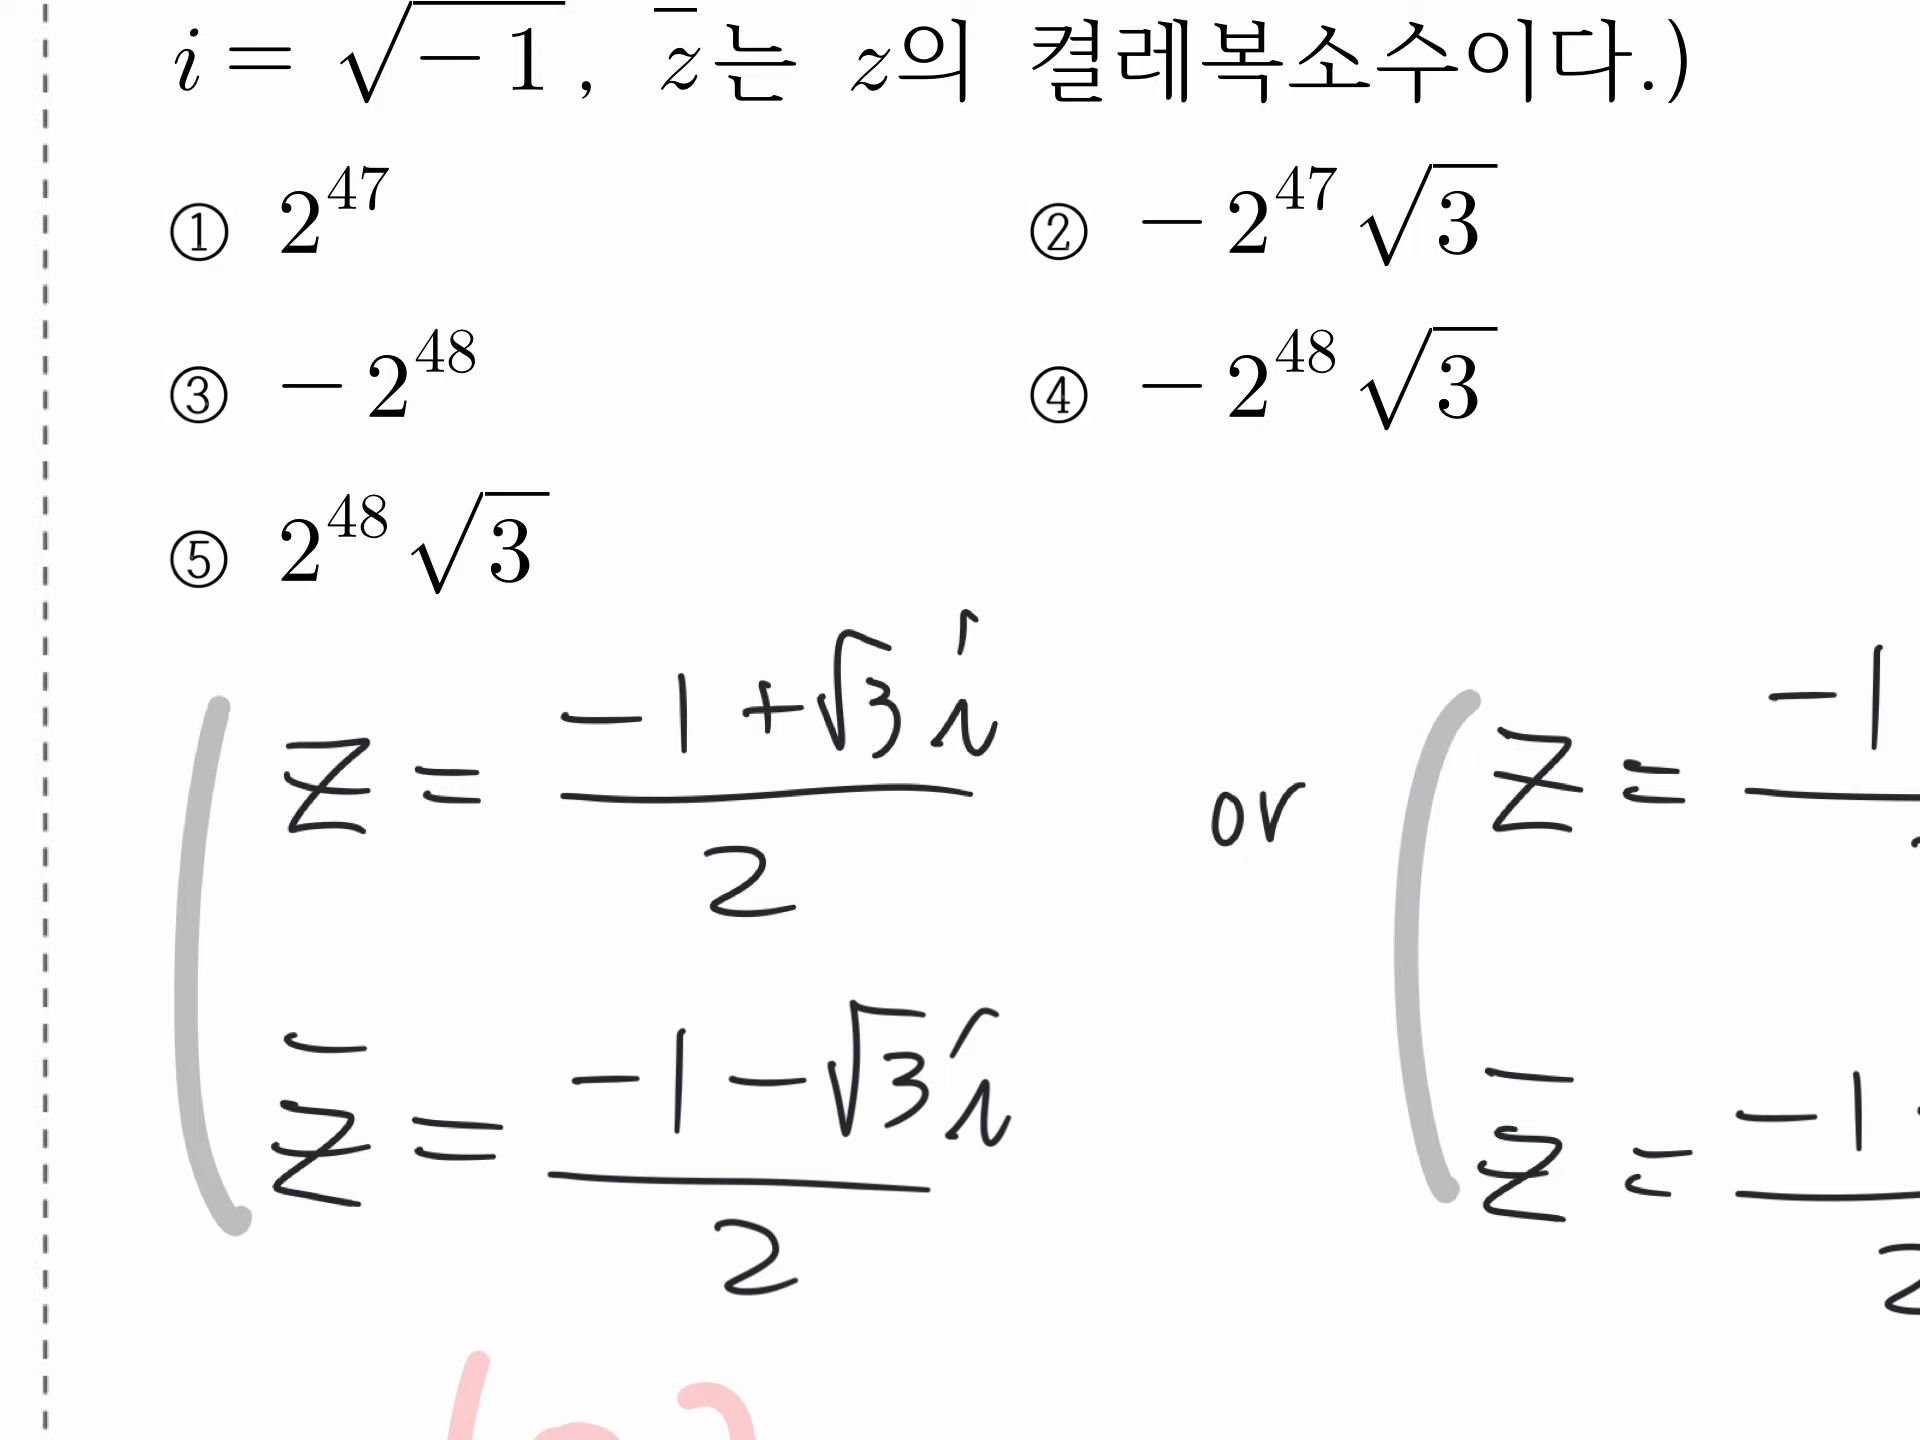 i = √-1, z̄는 z의 켤레복소수이다.)
① 2^47 ② -2^47 √3
③ -2^48 ④ -2^48 √3
⑤ 2^48 √3
z = (-1+√3 i)/2 or z = -1
z̄ = (-1-√3 i)/2 z̄ = -1